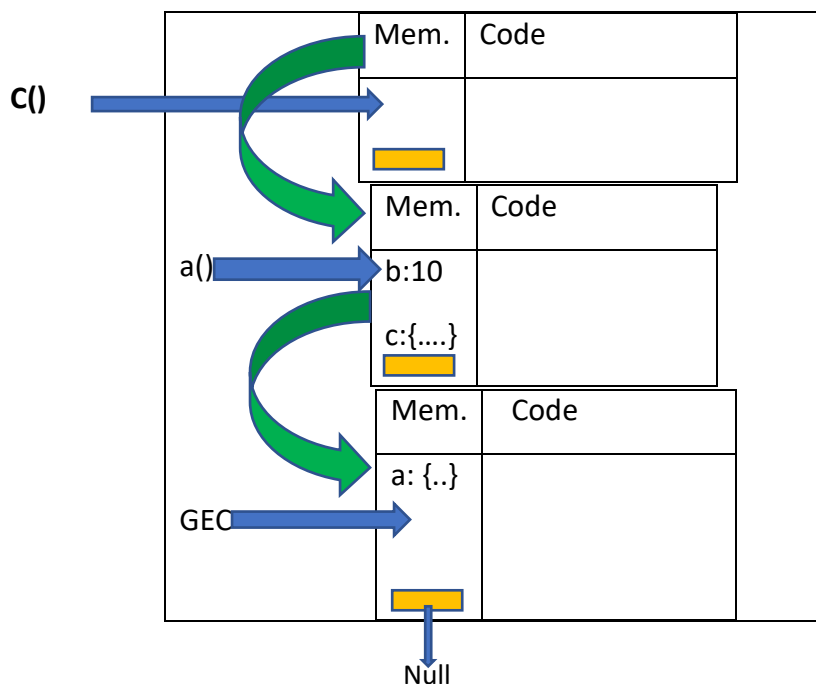 Mem. Code
C()
Mem. Code
a() b:10
c:{....}
Mem. Code
a: {..}
GEC
Null